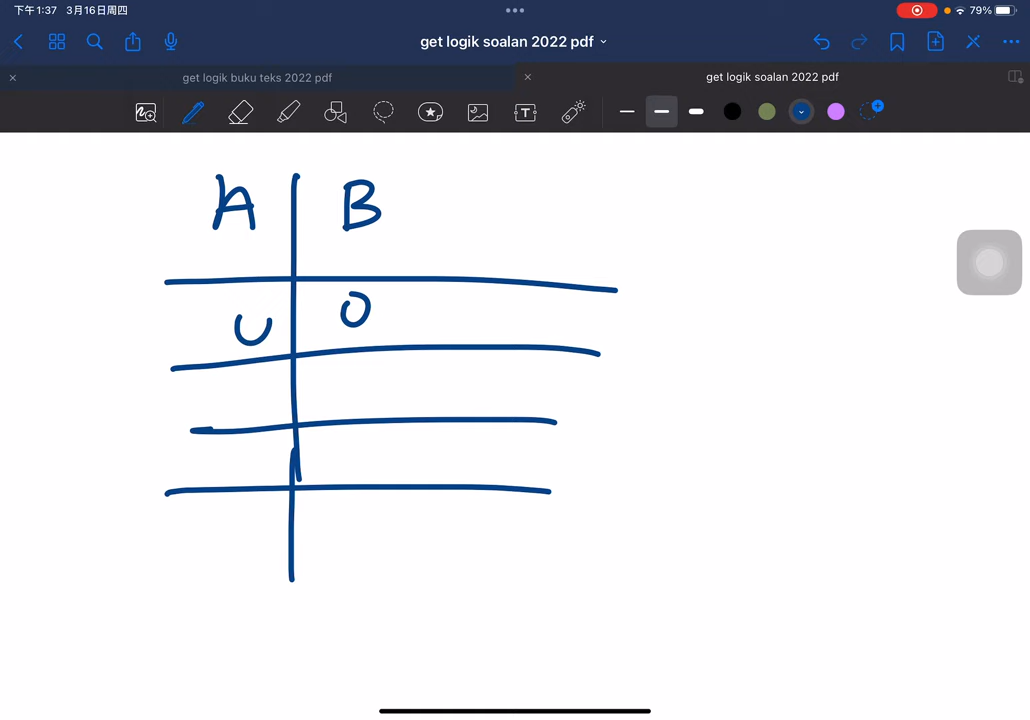 下午1:37 3月16日周四 79%
get logik soalan 2022 pdf
get logik buku teks 2022 pdf get logik soalan 2022 pdf
T
A B
U O